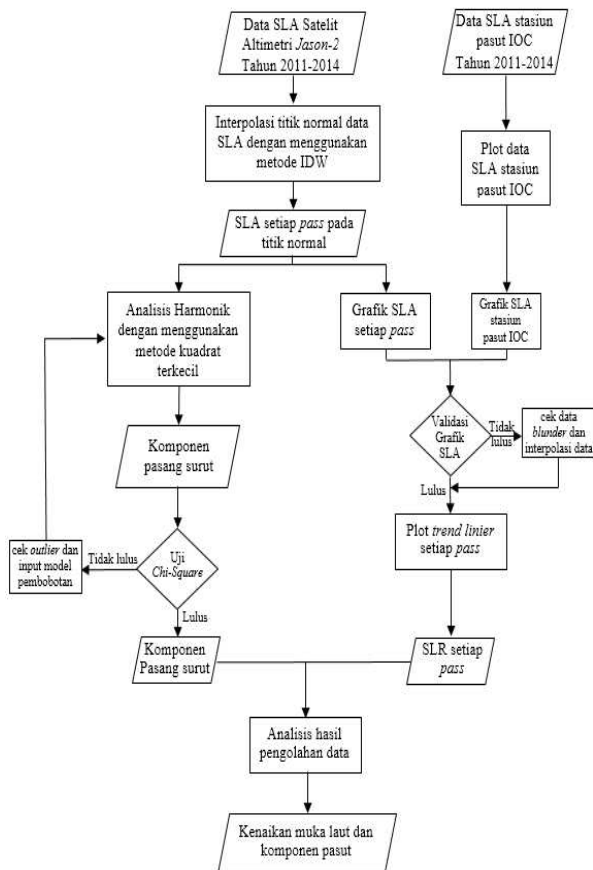 Data SLA Satelit
Altimetri Jason-2
Tahun 2011-2014
Data SLA stasiun
pasut IOC
Tahun 2011-2014
Interpolasi titik normal data
SLA dengan menggunakan
metode IDW
Plot data
SLA stasiun
pasut IOC
SLA setiap pass pada
titik normal
Analisis Harmonik
dengan menggunakan
metode kuadrat
terkecil
Grafik SLA
setiap pass
Grafik SLA
stasiun
pasut IOC
Validasi
Grafik
SLA
Tidak
lulus
cek data
blunder dan
interpolasi data
Komponen
pasang surut
Lulus
Plot trend linier
setiap pass
cek outlier dan
input model
pembobotan
Tidak lulus
Uji
Chi-Square
Lulus
Komponen
Pasang surut
SLR setiap
pass
Analisis hasil
pengolahan data
Kenaikan muka laut dan
komponen pasut